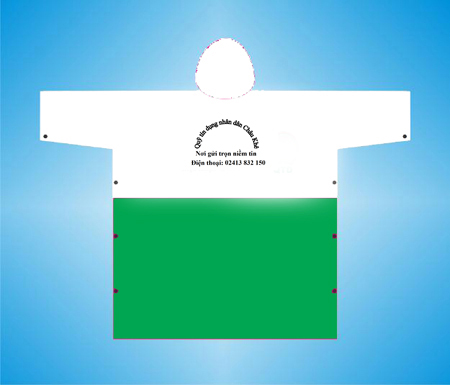 Quỹ tín dụng nhân dân Châu Khê
Nơi gửi trọn niềm tin
Điện thoại: 02413 832 150